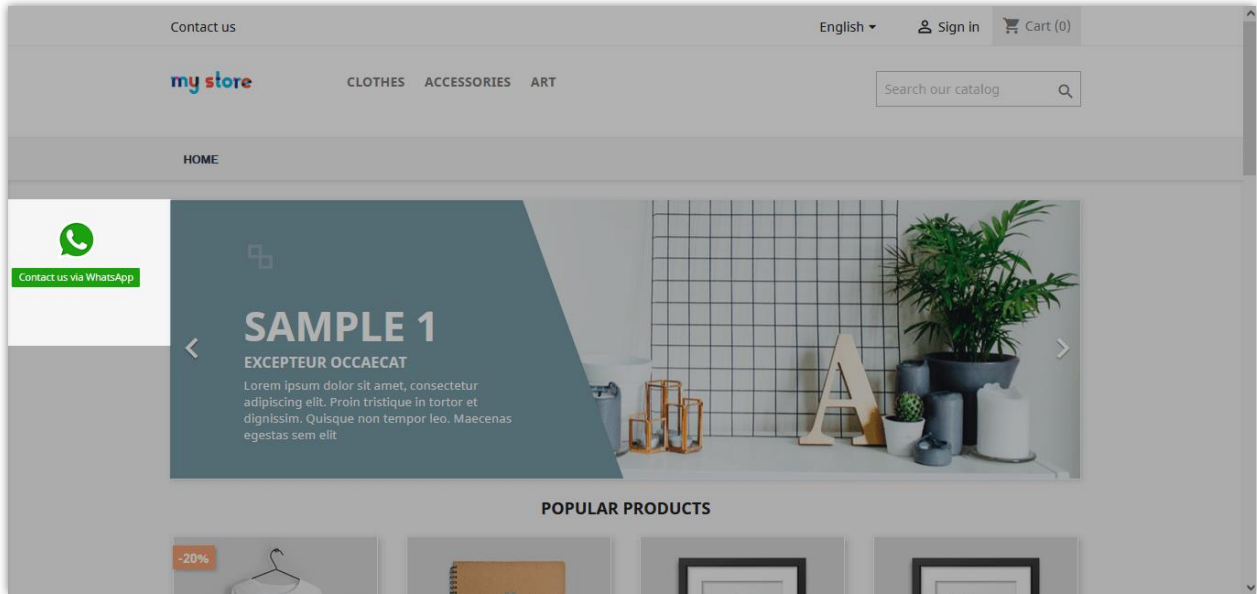 Contact us
English
Sign in
Cart (0)
my store
CLOTHES ACCESSORIES ART
Search our catalog
HOME
Contact us via WhatsApp
SAMPLE 1
EXCEPTEUR OCCAECAT
Lorem ipsum dolor sit amet, consectetur
adipiscing elit. Proin tristique in tortor et
dignissim. Quisque non tempor leo. Maecenas
egestas sem elit
A
POPULAR PRODUCTS
-20%